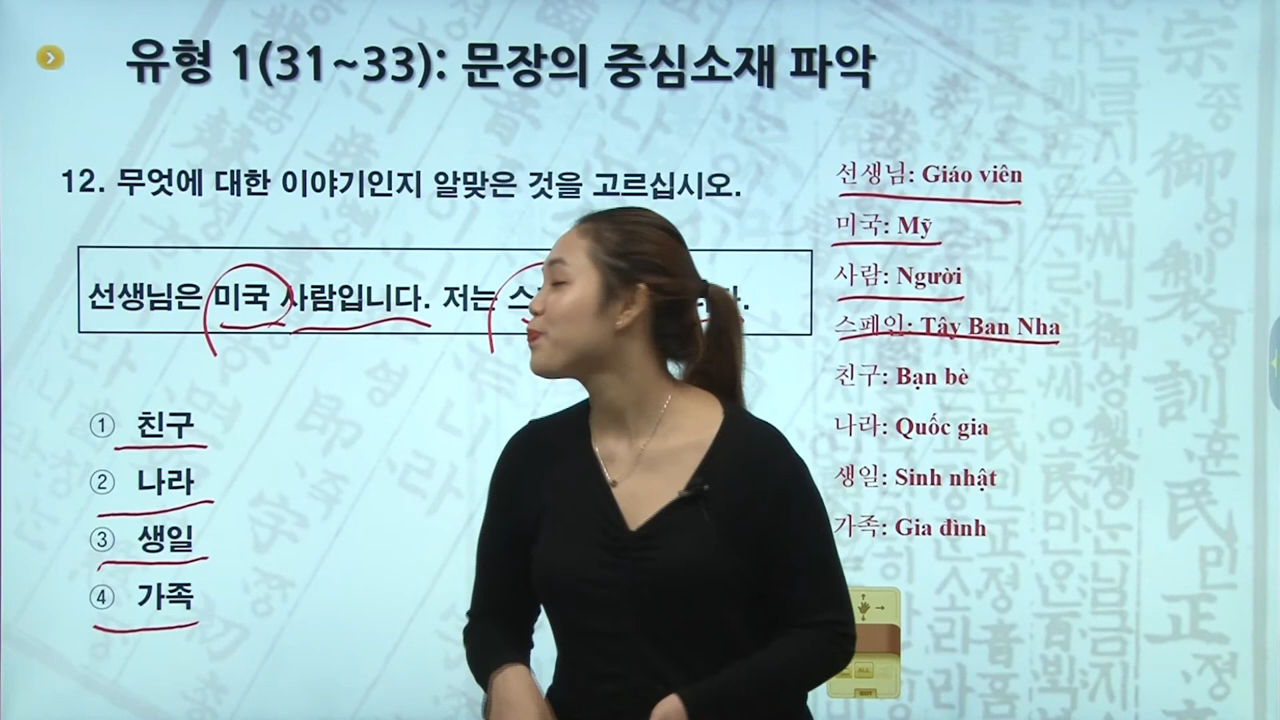 유형 1(31~33): 문장의 중심소재 파악
12. 무엇에 대한 이야기인지 알맞은 것을 고르십시오.
선생님은 미국 사람입니다. 저는 스
① 친구
② 나라
③ 생일
④ 가족
선생님: Giáo viên
미국: Mỹ
사람: Người
스페인: Tây Ban Nha
친구: Bạn bè
나라: Quốc gia
생일: Sinh nhật
가족: Gia đình